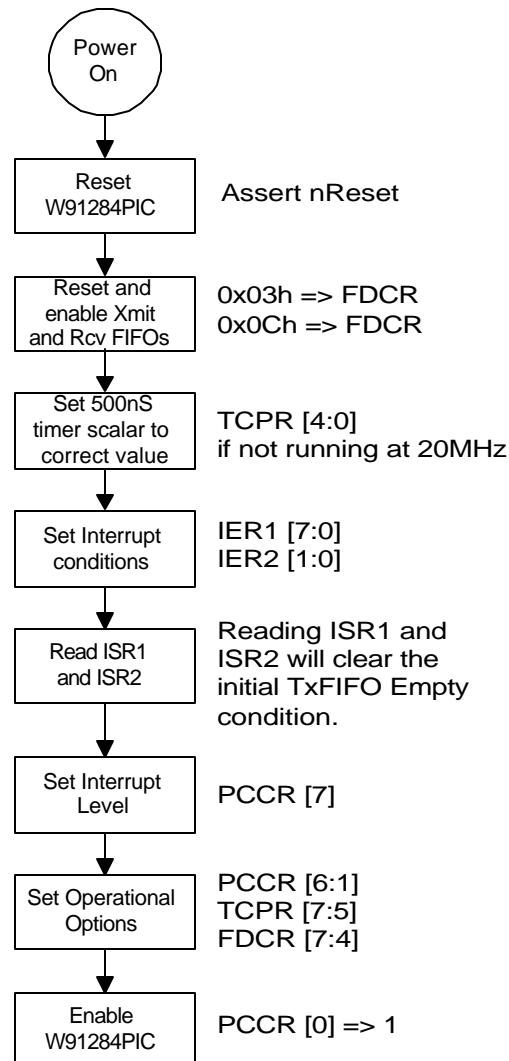 Power
On
Reset
W91284PIC
Assert nReset
Reset and
enable Xmit
and Rcv FIFOs
0x03h => FDCR
0x0Ch => FDCR
Set 500nS
timer scalar to
correct value
TCPR [4:0]
if not running at 20MHz
Set Interrupt
conditions
IER1 [7:0]
IER2 [1:0]
Read ISR1
and ISR2
Reading ISR1 and
ISR2 will clear the
initial TxFIFO Empty
condition.
Set Interrupt
Level
PCCR [7]
Set Operational
Options
PCCR [6:1]
TCPR [7:5]
FDCR [7:4]
Enable
W91284PIC
PCCR [0] => 1